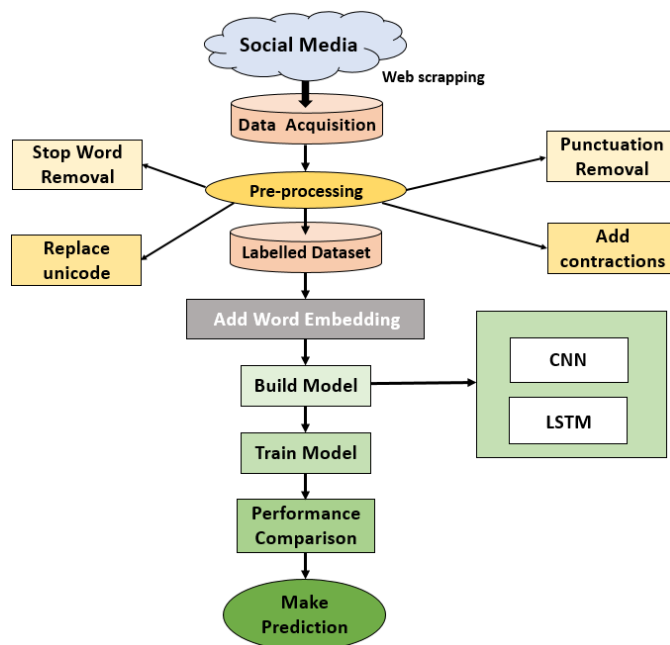 Social Media
Web scrapping
Data Acquisition
Stop Word
Removal
Punctuation
Removal
Pre-processing
Replace
unicode
Labelled Dataset
Add
contractions
Add Word Embedding
CNN
Build Model
LSTM
Train Model
Performance
Comparison
Make
Prediction